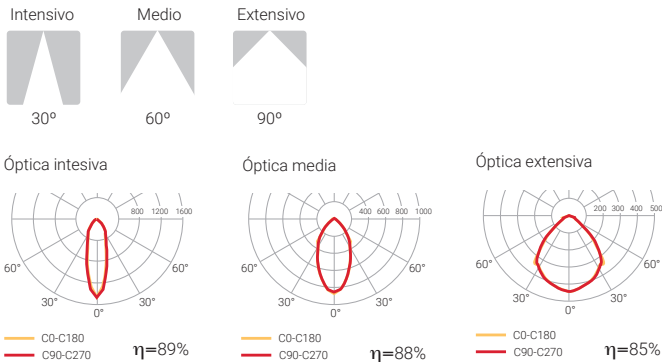 Intensivo Medio Extensivo
30º 60º 90º
Óptica intesiva
800 1200 1600
60° 60°
30° 30°
0°
C0-C180
C90-C270
η=89%
Óptica media
400 600 800 1000
60° 60°
30° 30°
0°
C0-C180
C90-C270
η=88%
Óptica extensiva
200 300 400 500
60° 60°
30° 30°
0°
C0-C180
C90-C270
η=85%